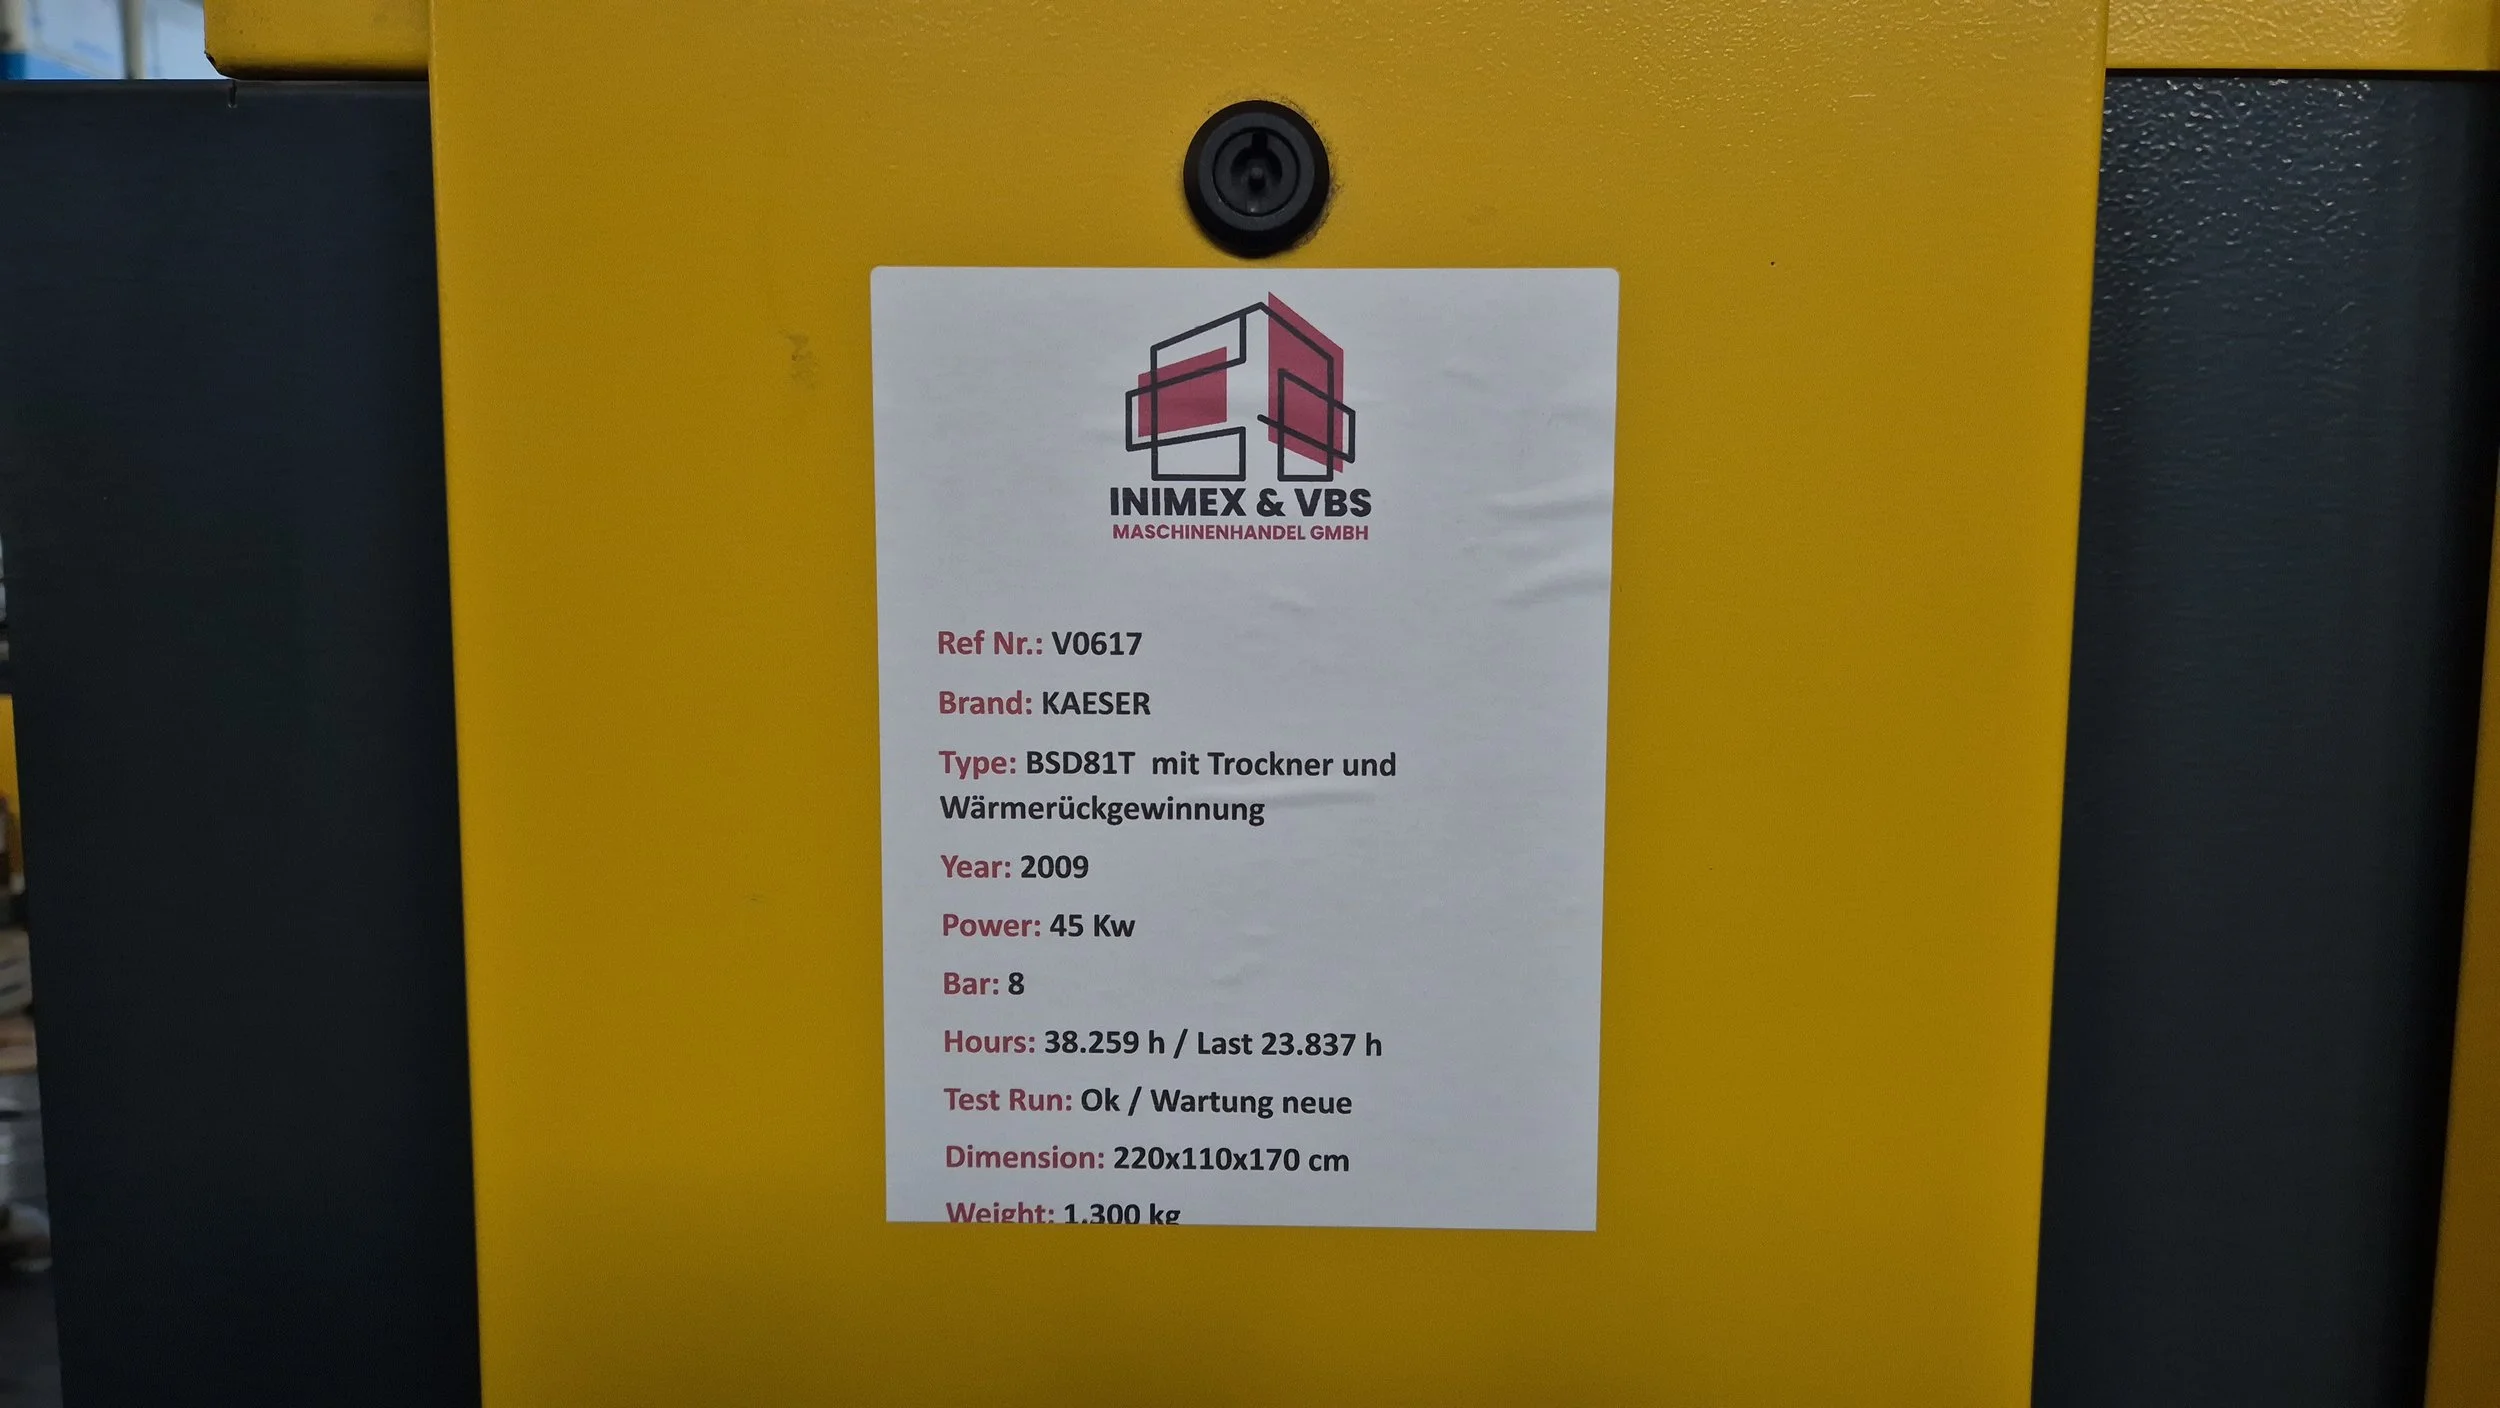 INIMEX & VBS
MASCHINENHANDEL GMBH
Ref Nr.: V0617
Brand: KAESER
Type: BSD81T mit Trockner und
Wärmerückgewinnung
Year: 2009
Power: 45 Kw
Bar: 8
Hours: 38.259 h / Last 23.837 h
Test Run: Ok / Wartung neue
Dimension: 220x110x170 cm
Weight: 1.300 kg